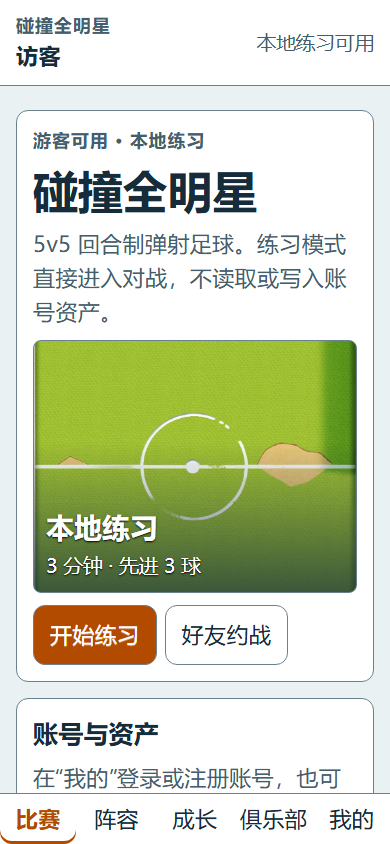 碰撞全明星
访客
本地练习可用
游客可用·本地练习
碰撞全明星
5v5 回合制弹射足球。练习模式
直接进入对战，不读取或写入账
号资产。
本地练习
3 分钟 · 先进 3 球
开始练习
好友约战
账号与资产
在“我的”登录或注册账号，也可
比赛
阵容
成长
俱乐部
我的